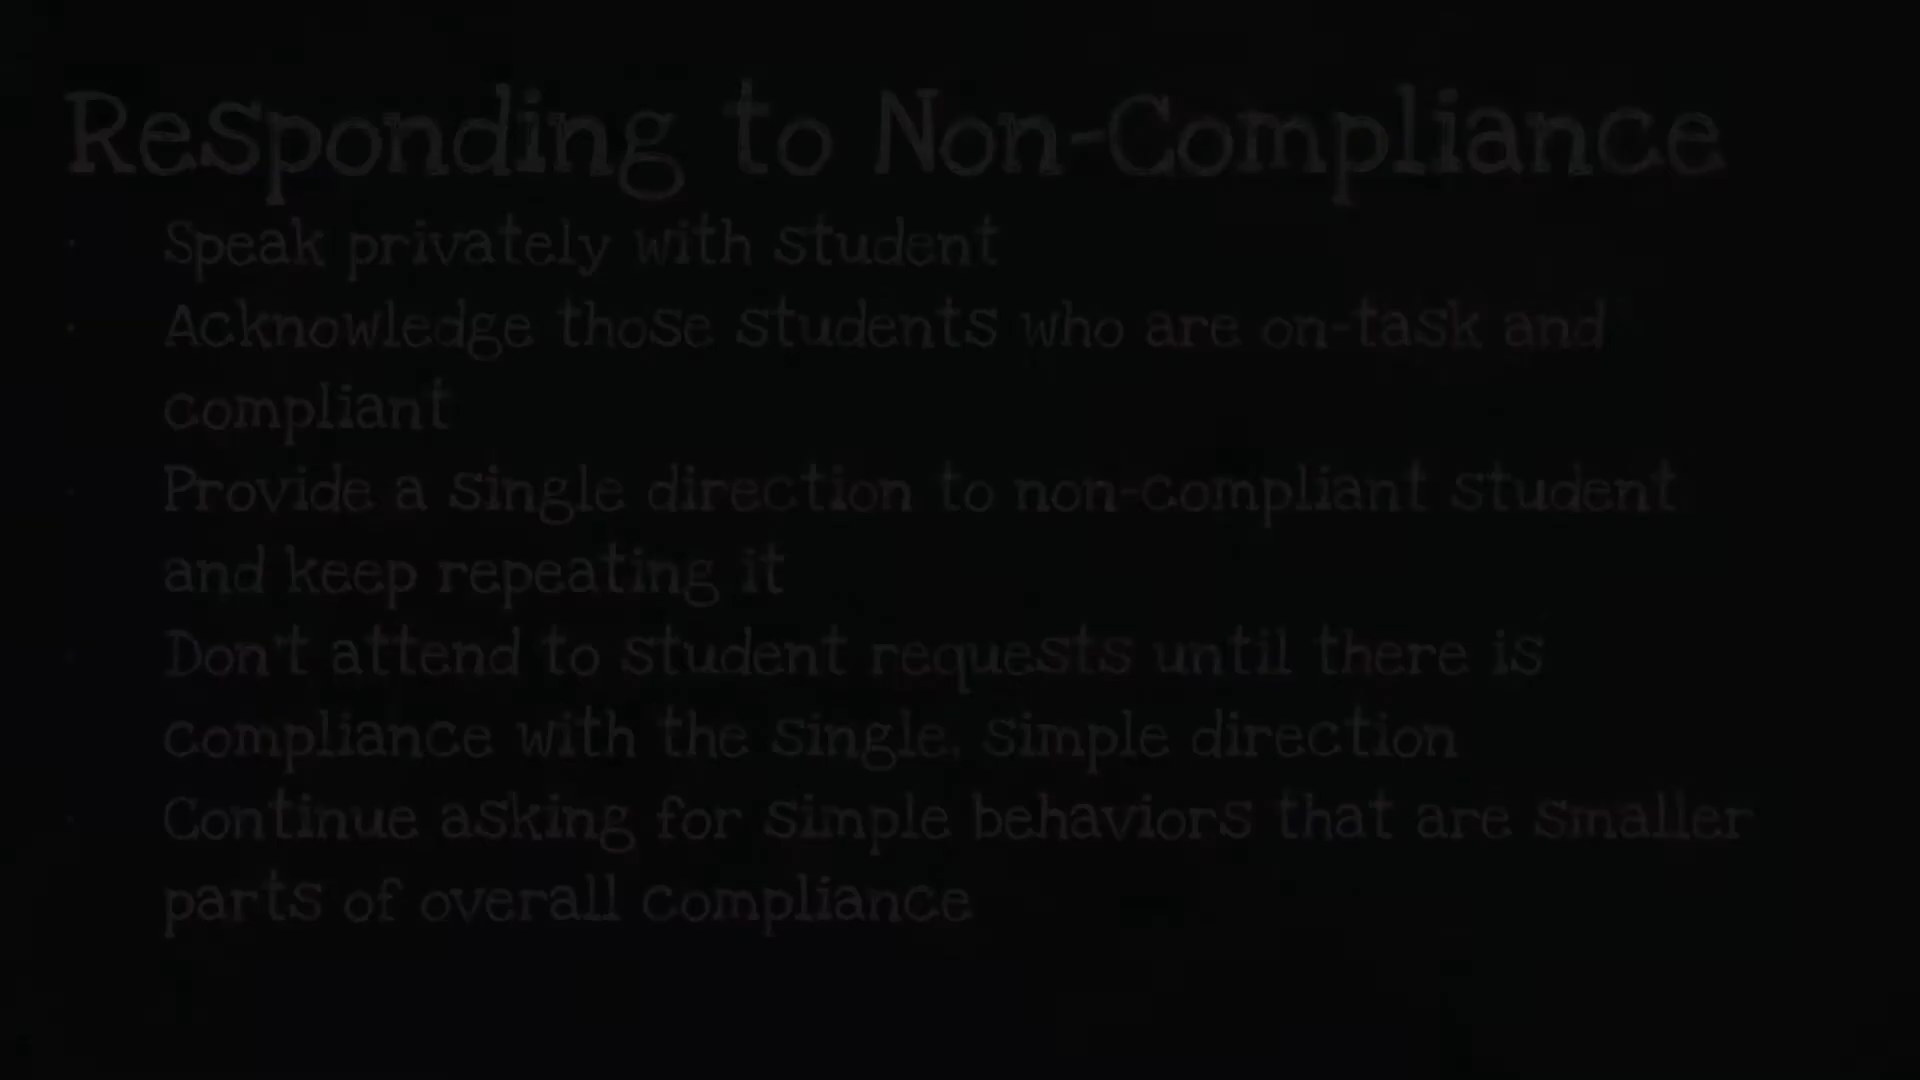 Responding to Non-Compliance
· Speak privately with student
· Acknowledge those students who are on-task and
compliant
· Provide a single direction to non-compliant student
and keep repeating it
· Don't attend to student requests until there is
compliance with the single, simple direction
· Continue asking for simple behaviors that are smaller
parts of overall compliance